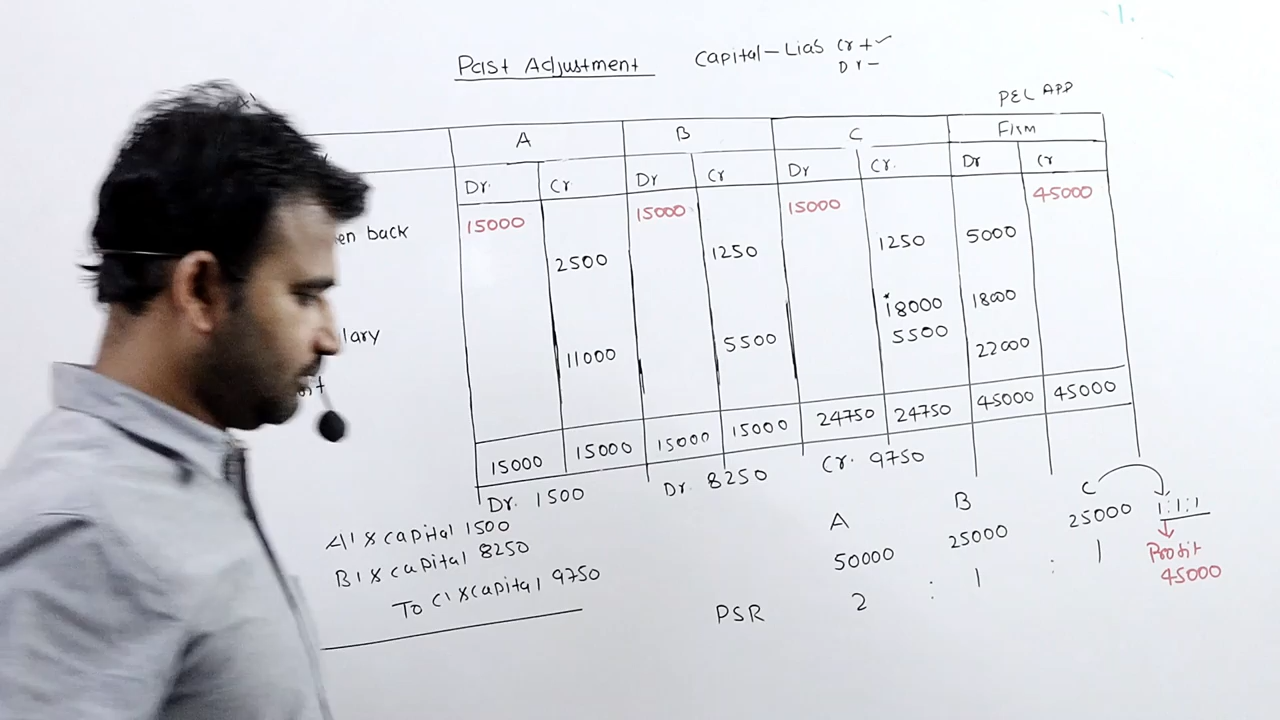 Past Adjustment
Capital - Liab Cr + ✓
Dr -
P&L APP
A B C Firm
Dr. Cr Dr Cr Dr Cr. Dr Cr
15000 15000 15000 45000
en back
2500 1250 1250 5000
18000 18000
lary
11000 5500 5500 22000
15000 15000 15000 15000 24750 24750 45000 45000
Dr. 1500 Dr. 8250 Cr. 9750
A's capital 1500
B's capital 8250
To C's capital 9750
A B C
50000 25000 25000 1:1:1
PSR 2 : 1 : 1
Profit
45000